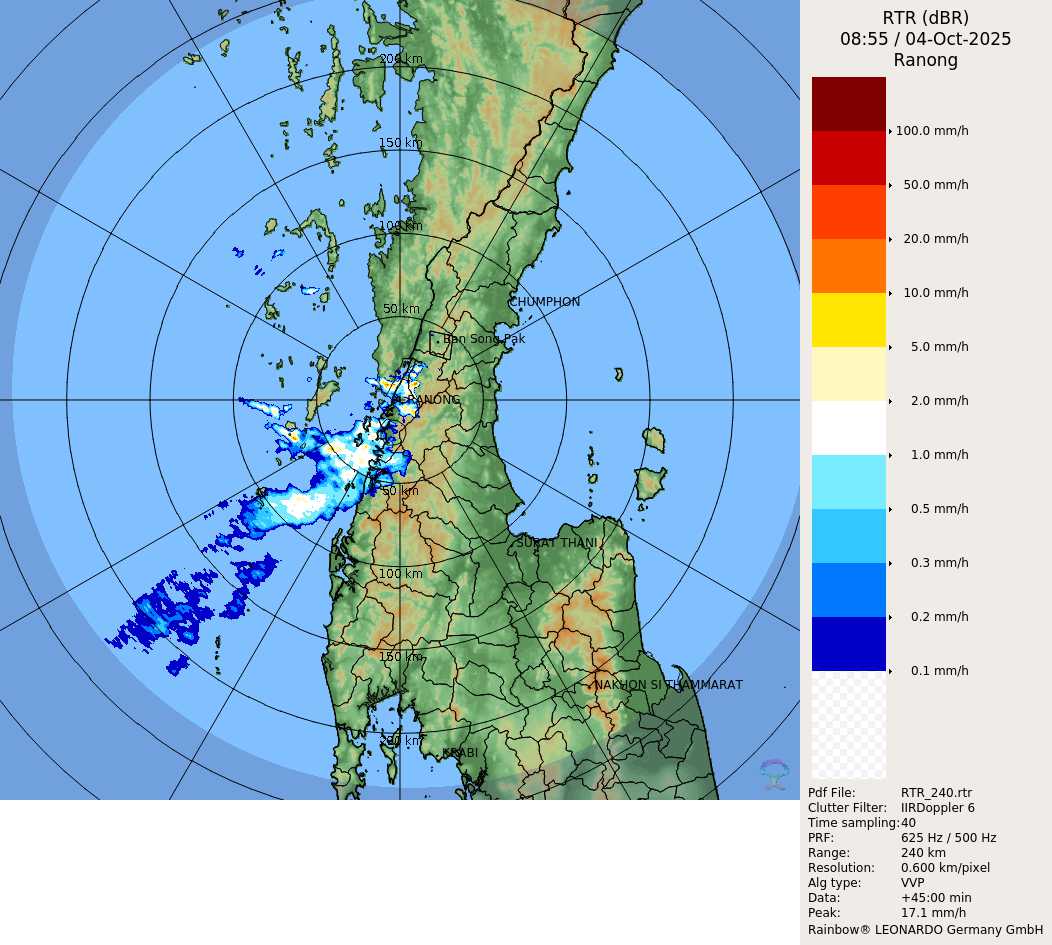 RTR (dBR)
08:55 / 04-Oct-2025
Ranong
100.0 mm/h
50.0 mm/h
20.0 mm/h
10.0 mm/h
5.0 mm/h
2.0 mm/h
1.0 mm/h
0.5 mm/h
0.3 mm/h
0.2 mm/h
0.1 mm/h
200 km
150 km
100 km
50 km
CHUMPHON
Ban Song Pak
RANONG
50 km
SURAT THANI
100 km
150 km
NAKHON SI THAMMARAT
200 km
KRABI
Pdf File: RTR_240.rtr
Clutter Filter: IIRDoppler 6
Time sampling: 40
PRF: 625 Hz / 500 Hz
Range: 240 km
Resolution: 0.600 km/pixel
Alg type: VVP
Data: +45:00 min
Peak: 17.1 mm/h
Rainbow® LEONARDO Germany GmbH